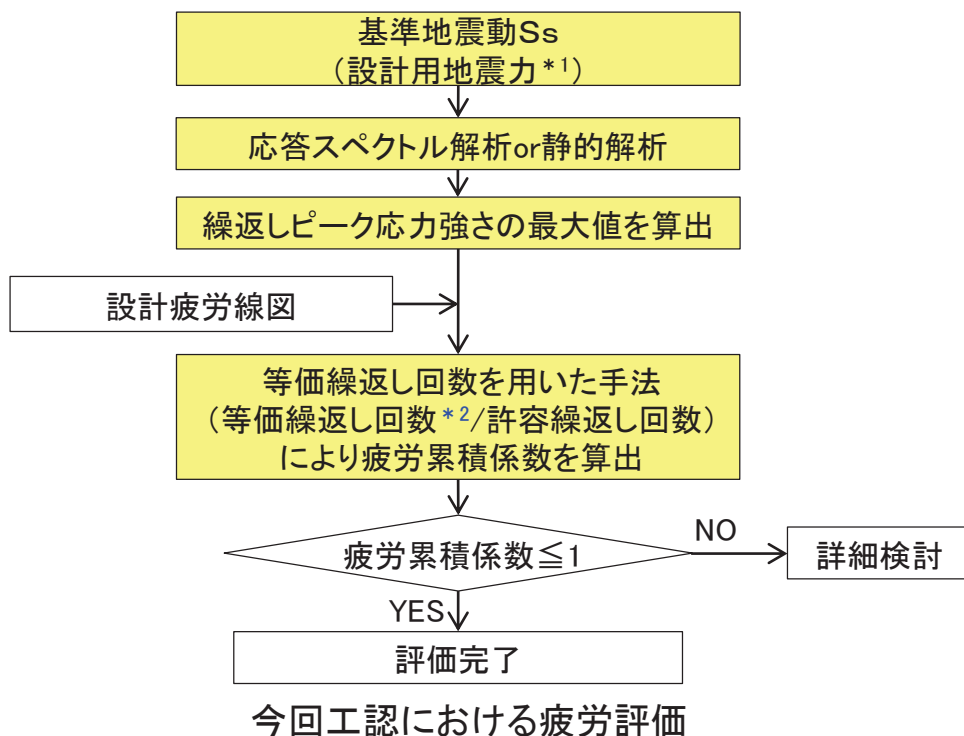 基準地震動Ss
（設計用地震力*1）
応答スペクトル解析or静的解析
繰返しピーク応力強さの最大値を算出
設計疲労線図
等価繰返し回数を用いた手法
（等価繰返し回数*2/許容繰返し回数）
により疲労累積係数を算出
疲労累積係数≦1
NO
詳細検討
YES
評価完了
今回工認における疲労評価